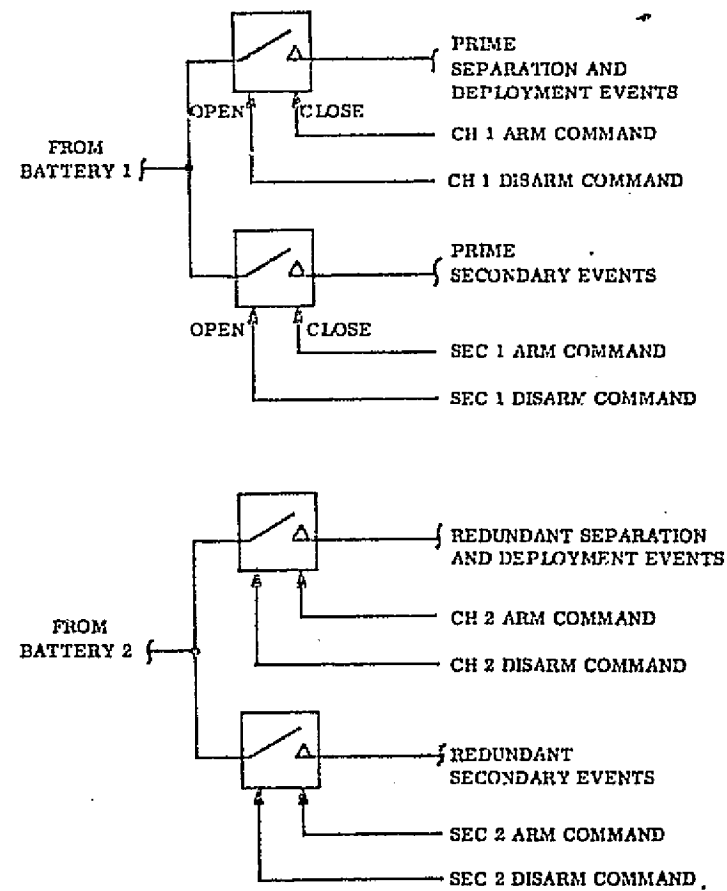 PRIME
SEPARATION AND
DEPLOYMENT EVENTS
OPEN CLOSE
CH 1 ARM COMMAND
FROM
BATTERY 1
CH 1 DISARM COMMAND
PRIME
SECONDARY EVENTS
OPEN CLOSE
SEC 1 ARM COMMAND
SEC 1 DISARM COMMAND
REDUNDANT SEPARATION
AND DEPLOYMENT EVENTS
CH 2 ARM COMMAND
FROM
BATTERY 2
CH 2 DISARM COMMAND
REDUNDANT
SECONDARY EVENTS
SEC 2 ARM COMMAND
SEC 2 DISARM COMMAND